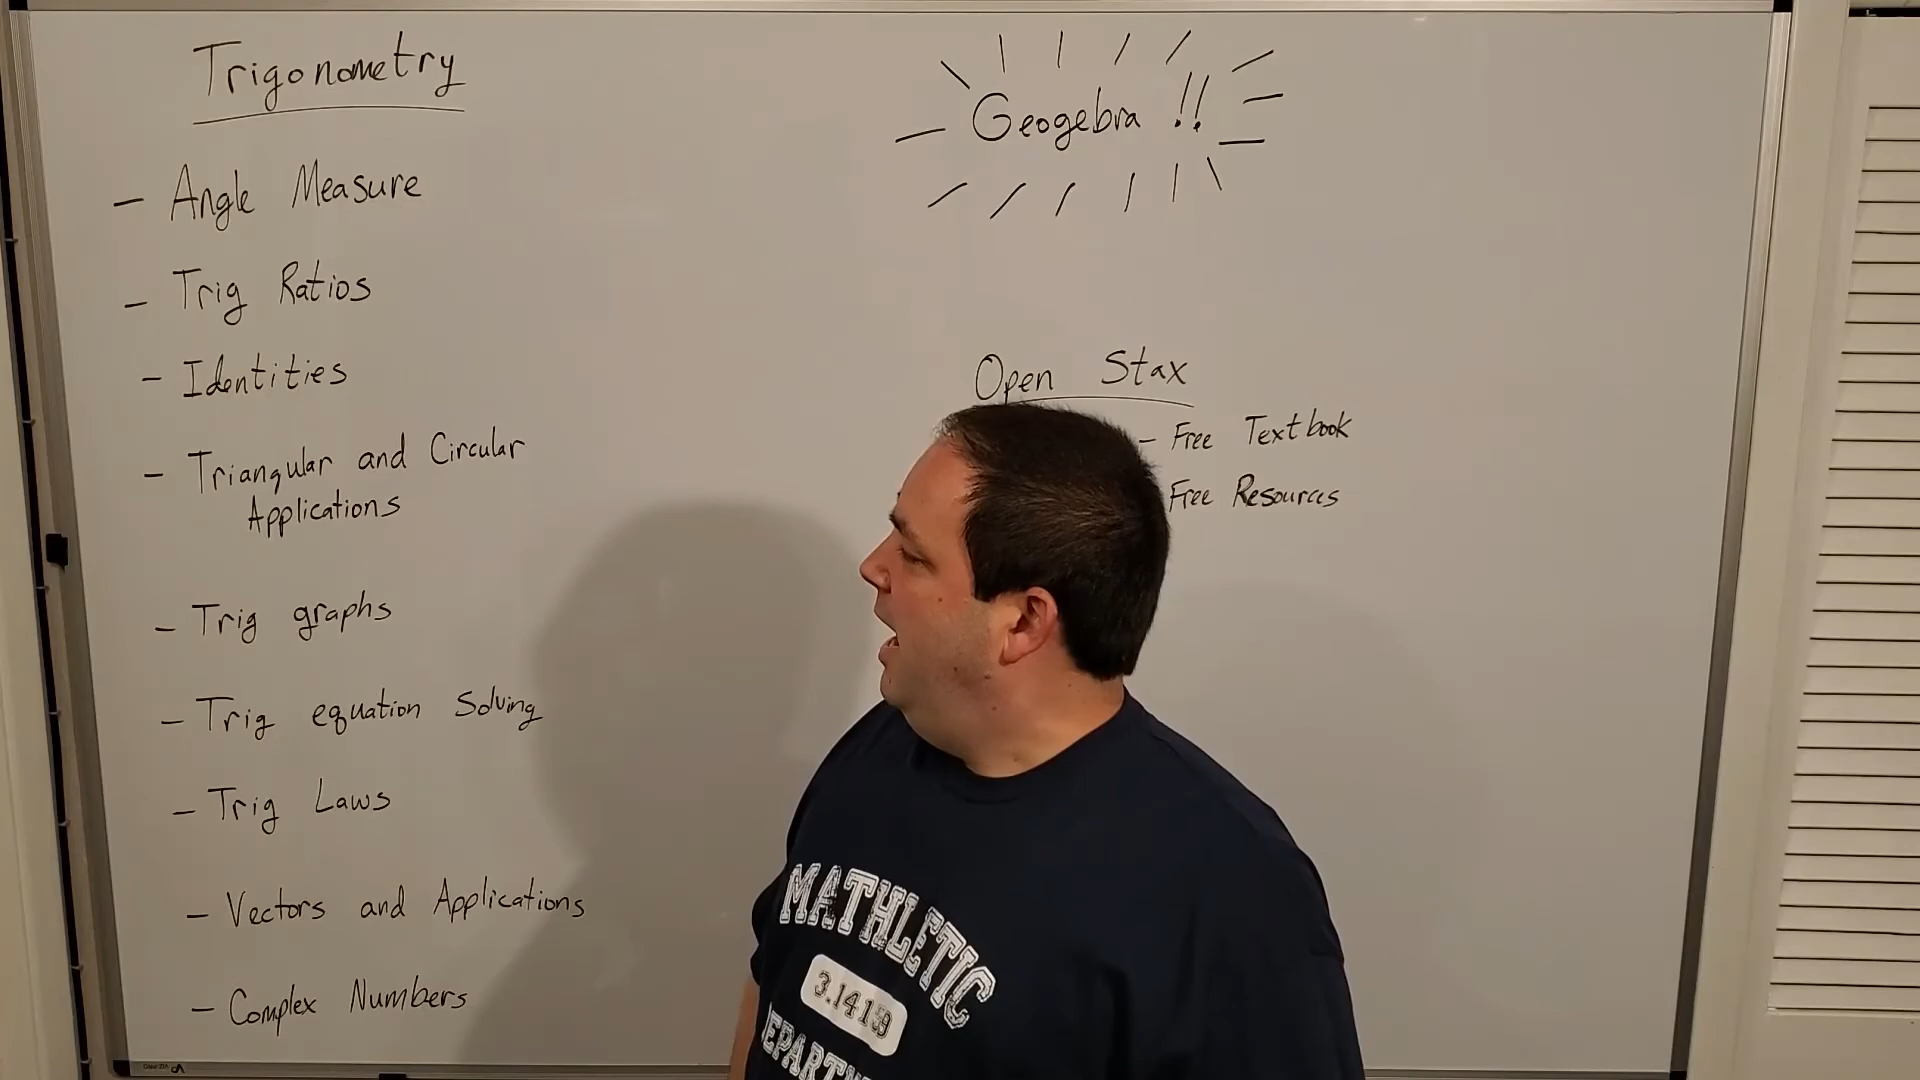 Trigonometry
- Angle Measure
- Trig Ratios
- Identities
- Triangular and Circular
Applications
- Trig graphs
- Trig equation Solving
- Trig Laws
- Vectors and Applications
- Complex Numbers
Geogebra !!
Open Stax
- Free Textbook
Free Resources
MATHLETIC
3.14159